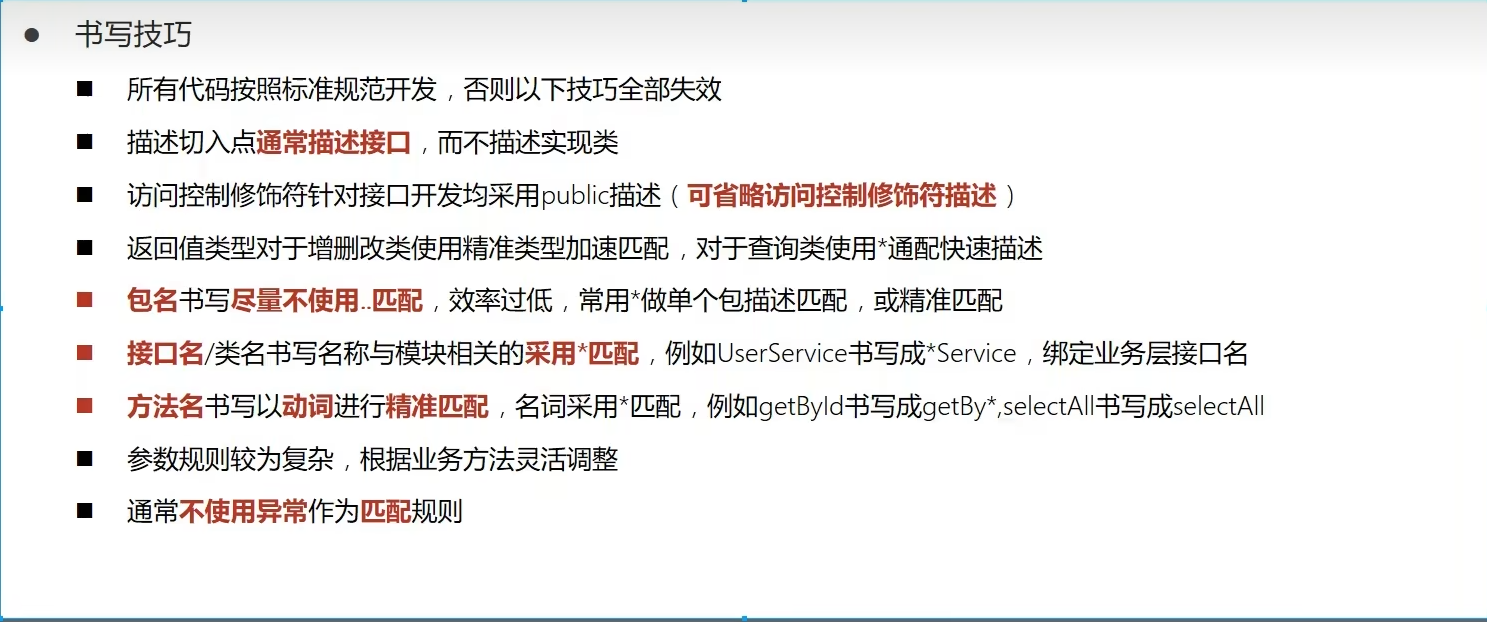 书写技巧
所有代码按照标准规范开发，否则以下技巧全部失效
描述切入点通常描述接口，而不描述实现类
访问控制修饰符针对接口开发均采用public描述（可省略访问控制修饰符描述）
返回值类型对于增删改类使用精准类型加速匹配，对于查询类使用*通配快速描述
包名书写尽量不使用..匹配，效率过低，常用*做单个包描述匹配，或精准匹配
接口名/类名书写名称与模块相关的采用*匹配，例如UserService书写成*Service，绑定业务层接口名
方法名书写以动词进行精准匹配，名词采用*匹配，例如getById书写成getBy*,selectAll书写成selectAll
参数规则较为复杂，根据业务方法灵活调整
通常不使用异常作为匹配规则